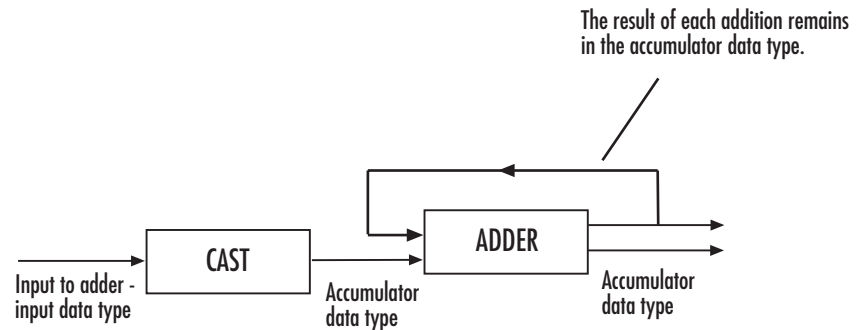 The result of each addition remains
in the accumulator data type.
CAST
ADDER
Input to adder -
input data type
Accumulator
data type
Accumulator
data type